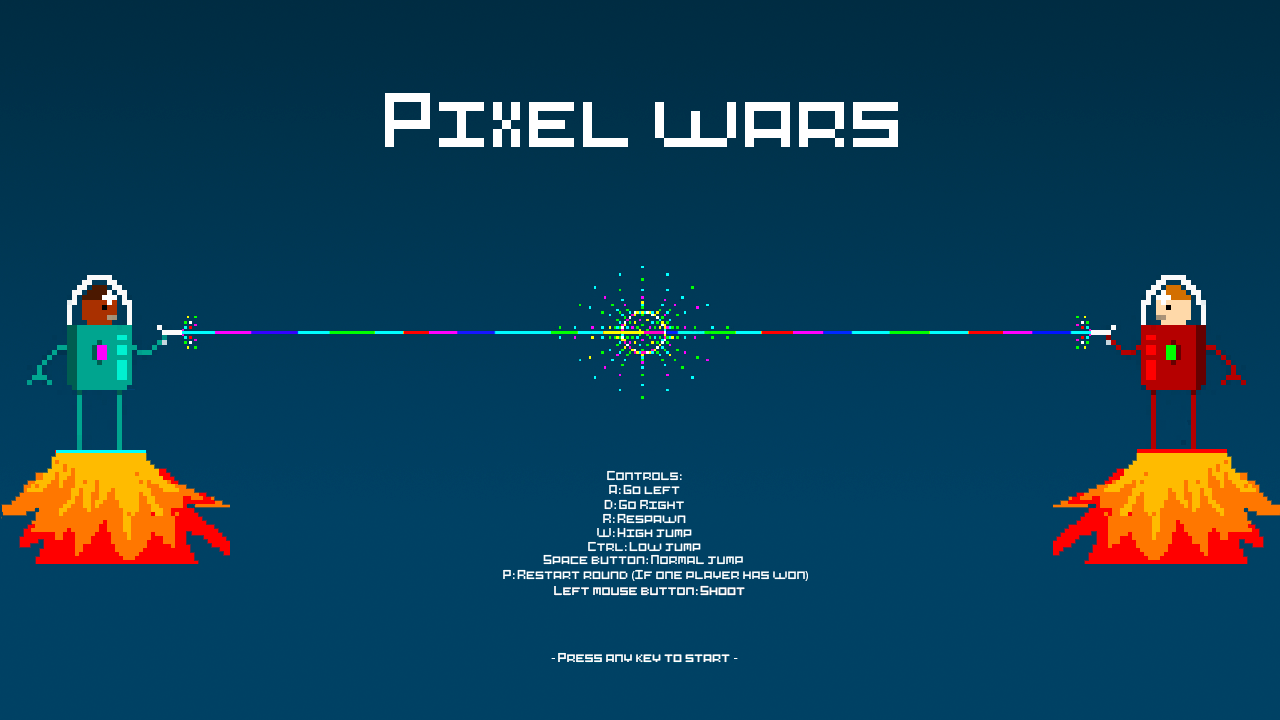 Pixel wars
Controls:
A:Go left
D:Go Right
R:Respawn
W:High jump
Ctrl:Low jump
Space button:Normal jump
P:Restart round (If one player has won)
Left mouse button:Shoot
-Press any key to start -